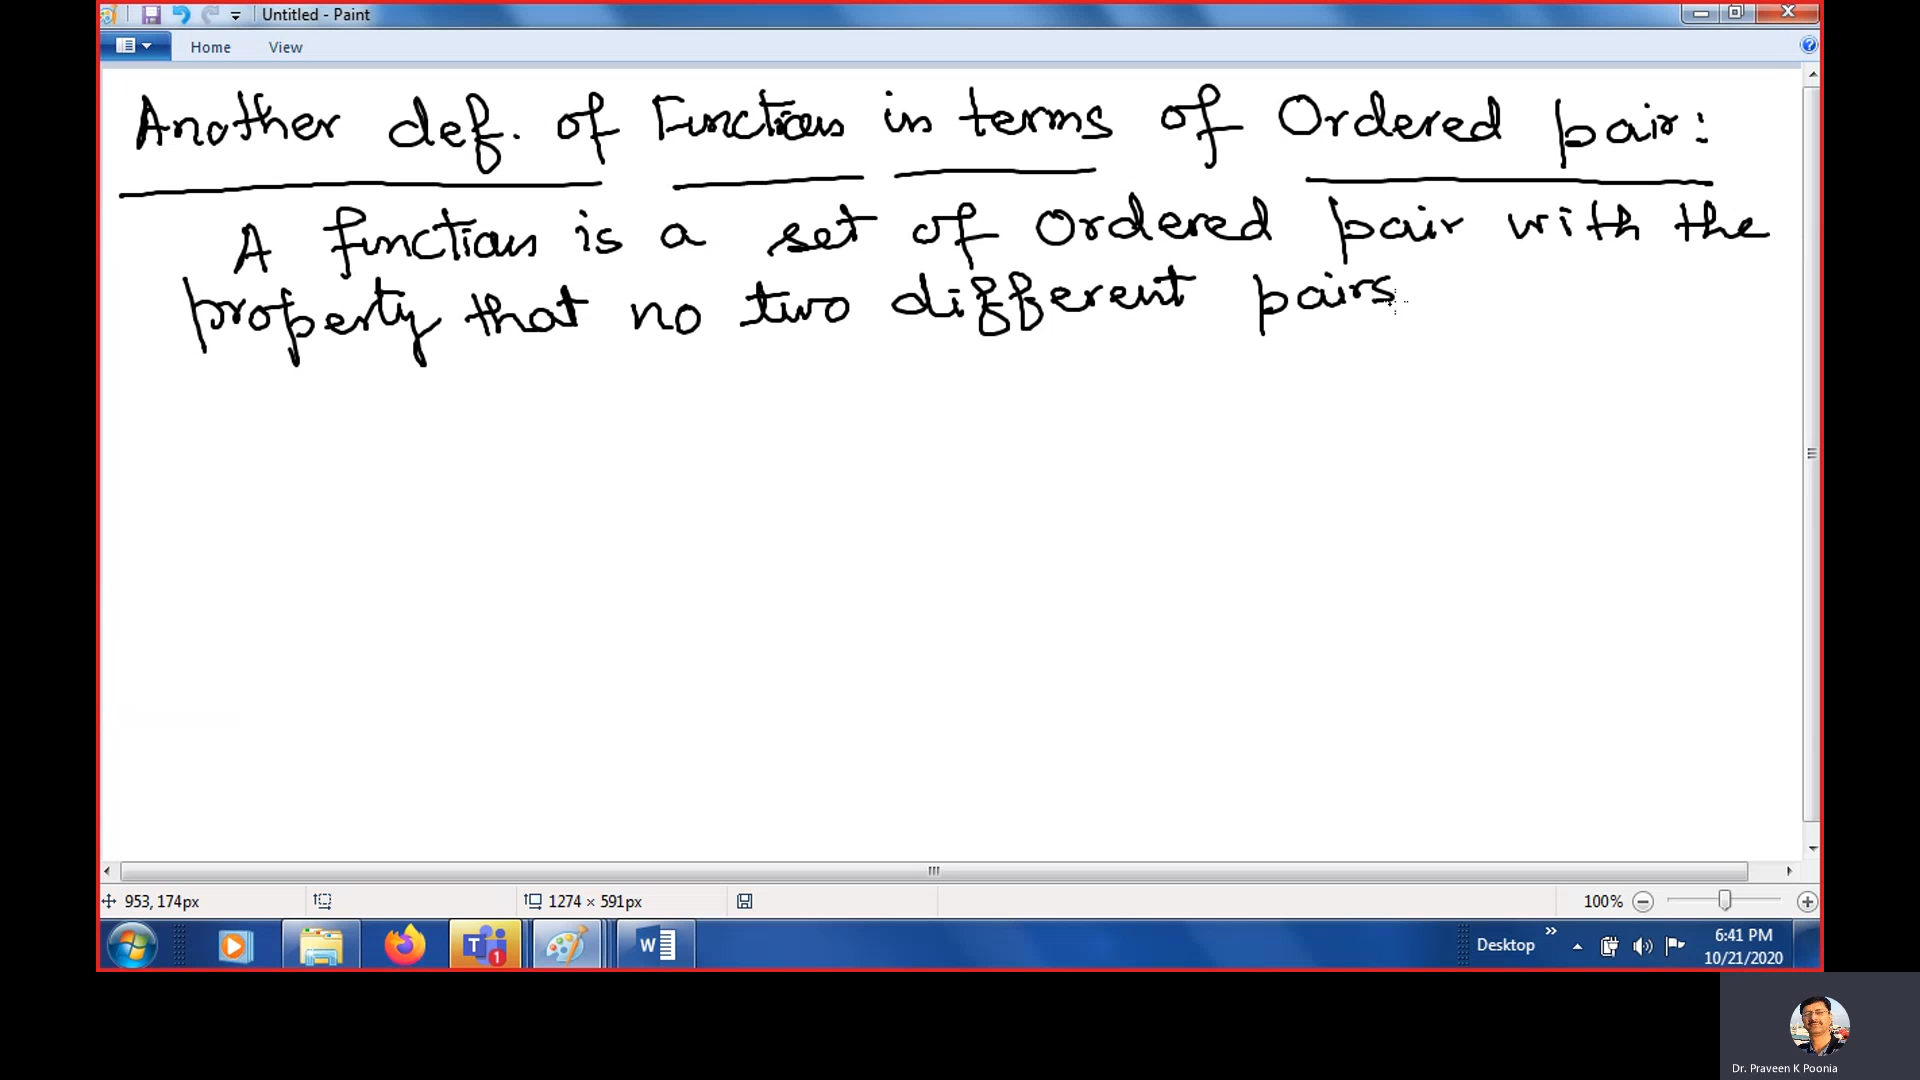 Untitled - Paint
Home View
Another def. of Function in terms of Ordered pair:
A function is a set of Ordered pair with the
property that no two different pairs
953, 174px 1274 × 591px 100%
Desktop 6:41 PM
10/21/2020
Dr. Praveen K Poonia